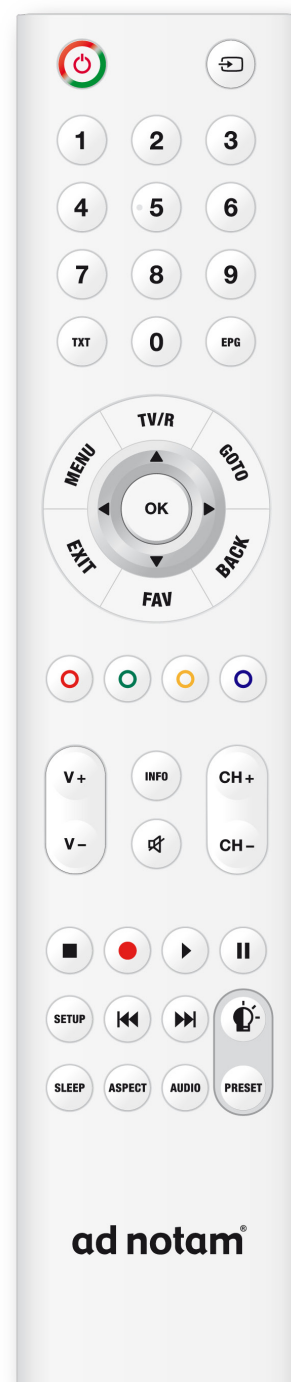 1 2 3
4 5 6
7 8 9
TXT 0 EPG
TV/R
MENU GOTO
OK
EXIT BACK
FAV
V+ INFO CH+
V- CH-
SETUP
SLEEP ASPECT AUDIO PRESET
ad notam®